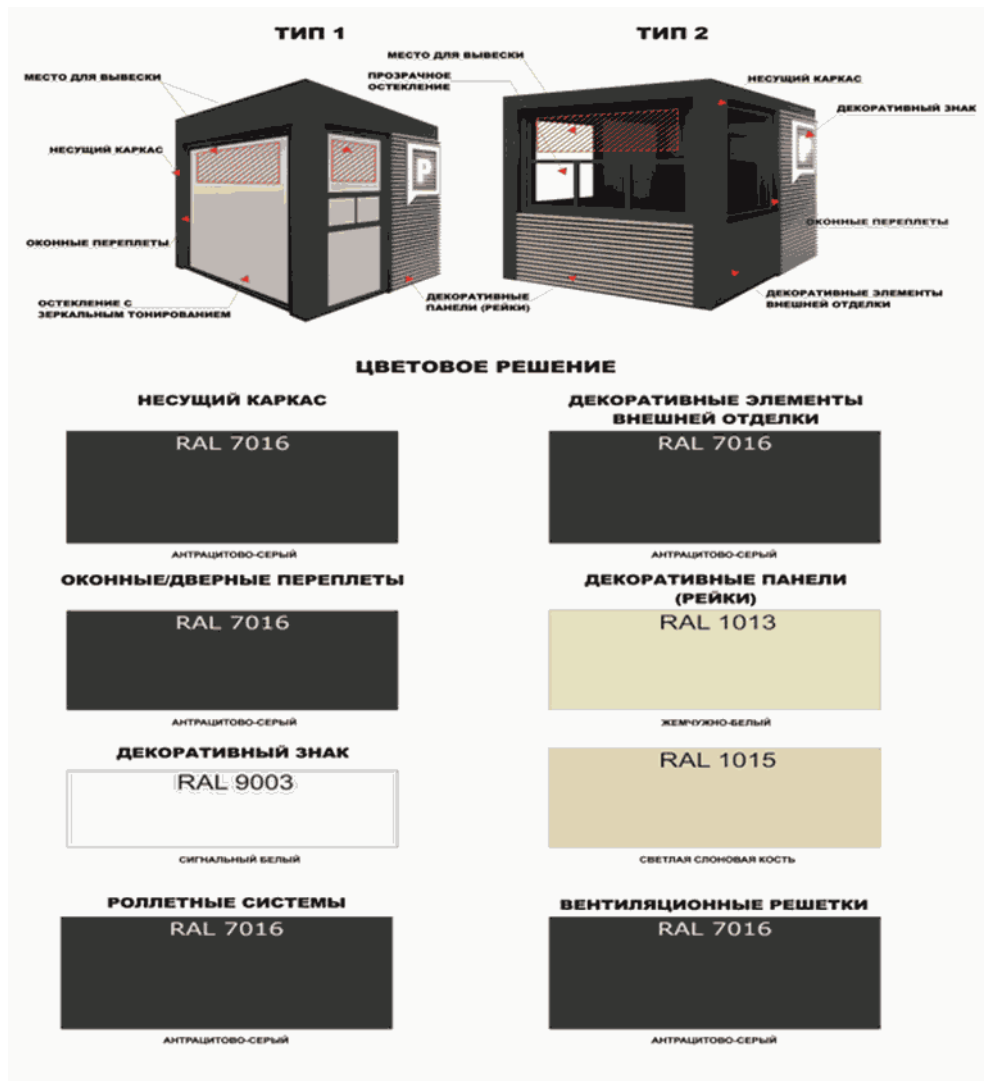 ТИП 1
ТИП 2
МЕСТО ДЛЯ ВЫВЕСКИ
МЕСТО ДЛЯ ВЫВЕСКИ
ПРОЗРАЧНОЕ
ОСТЕКЛЕНИЕ
НЕСУЩИЙ КАРКАС
ДЕКОРАТИВНЫЙ ЗНАК
НЕСУЩИЙ КАРКАС
P
ОКОННЫЕ ПЕРЕПЛЕТЫ
ОКОННЫЕ ПЕРЕПЛЕТЫ
ОСТЕКЛЕНИЕ С
ЗЕРКАЛЬНЫМ ТОНИРОВАНИЕМ
ДЕКОРАТИВНЫЕ
ПАНЕЛИ (РЕЙКИ)
ДЕКОРАТИВНЫЕ ЭЛЕМЕНТЫ
ВНЕШНЕЙ ОТДЕЛКИ
ЦВЕТОВОЕ РЕШЕНИЕ
НЕСУЩИЙ КАРКАС
RAL 7016
АНТРАЦИТОВО-СЕРЫЙ
ДЕКОРАТИВНЫЕ ЭЛЕМЕНТЫ
ВНЕШНЕЙ ОТДЕЛКИ
RAL 7016
АНТРАЦИТОВО-СЕРЫЙ
ОКОННЫЕ/ДВЕРНЫЕ ПЕРЕПЛЕТЫ
RAL 7016
АНТРАЦИТОВО-СЕРЫЙ
ДЕКОРАТИВНЫЕ ПАНЕЛИ
(РЕЙКИ)
RAL 1013
ЖЕМЧУЖНО-БЕЛЫЙ
ДЕКОРАТИВНЫЙ ЗНАК
RAL 9003
СИГНАЛЬНЫЙ БЕЛЫЙ
RAL 1015
СВЕТЛАЯ СЛОНОВАЯ КОСТЬ
РОЛЛЕТНЫЕ СИСТЕМЫ
RAL 7016
АНТРАЦИТОВО-СЕРЫЙ
ВЕНТИЛЯЦИОННЫЕ РЕШЕТКИ
RAL 7016
АНТРАЦИТОВО-СЕРЫЙ